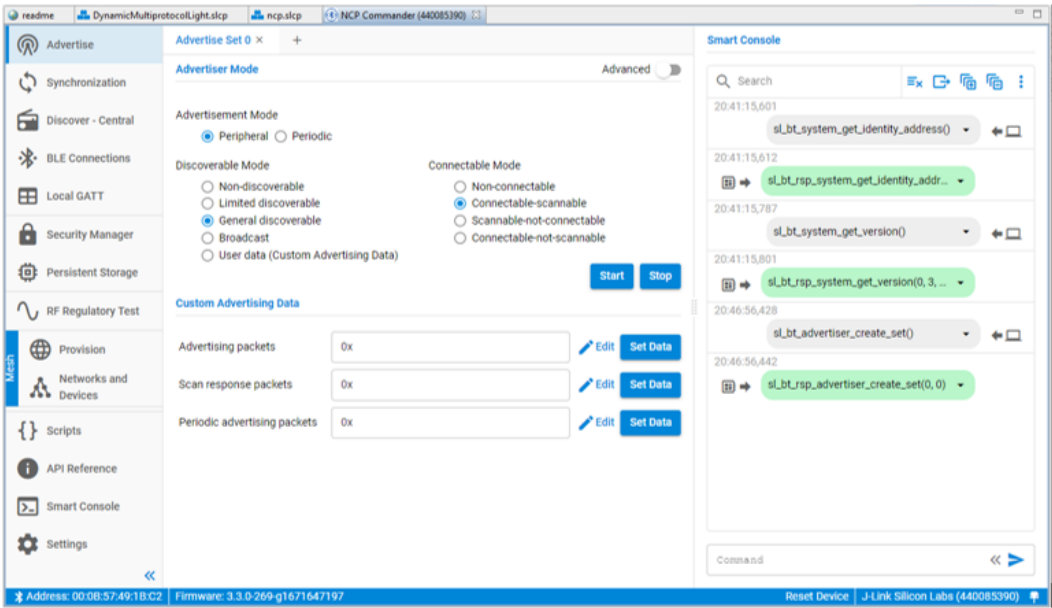 readme DynamicMultiprotocolLight.slcp ncp.slcp NCP Commander (440085390)
Advertise
Synchronization
Discover - Central
BLE Connections
Local GATT
Security Manager
Persistent Storage
RF Regulatory Test
Mesh
Provision
Networks and
Devices
Scripts
API Reference
Smart Console
Settings
Advertise Set 0 × +
Advertiser Mode Advanced
Advertisement Mode
Peripheral Periodic
Discoverable Mode Connectable Mode
Non-discoverable Non-connectable
Limited discoverable Connectable-scannable
General discoverable Scannable-not-connectable
Broadcast Connectable-not-scannable
User data (Custom Advertising Data)
Start Stop
Custom Advertising Data
Advertising packets 0x Edit Set Data
Scan response packets 0x Edit Set Data
Periodic advertising packets 0x Edit Set Data
Smart Console
Search
20:41:15,601
sl_bt_system_get_identity_address()
20:41:15,612
sl_bt_rsp_system_get_identity_addr...
20:41:15,787
sl_bt_system_get_version()
20:41:15,801
sl_bt_rsp_system_get_version(0, 3, ...
20:46:56,428
sl_bt_advertiser_create_set()
20:46:56,442
sl_bt_rsp_advertiser_create_set(0, 0)
Command
Address: 00:0B:57:49:1B:C2 Firmware: 3.3.0-269-g1671647197 Reset Device J-Link Silicon Labs (440085390)